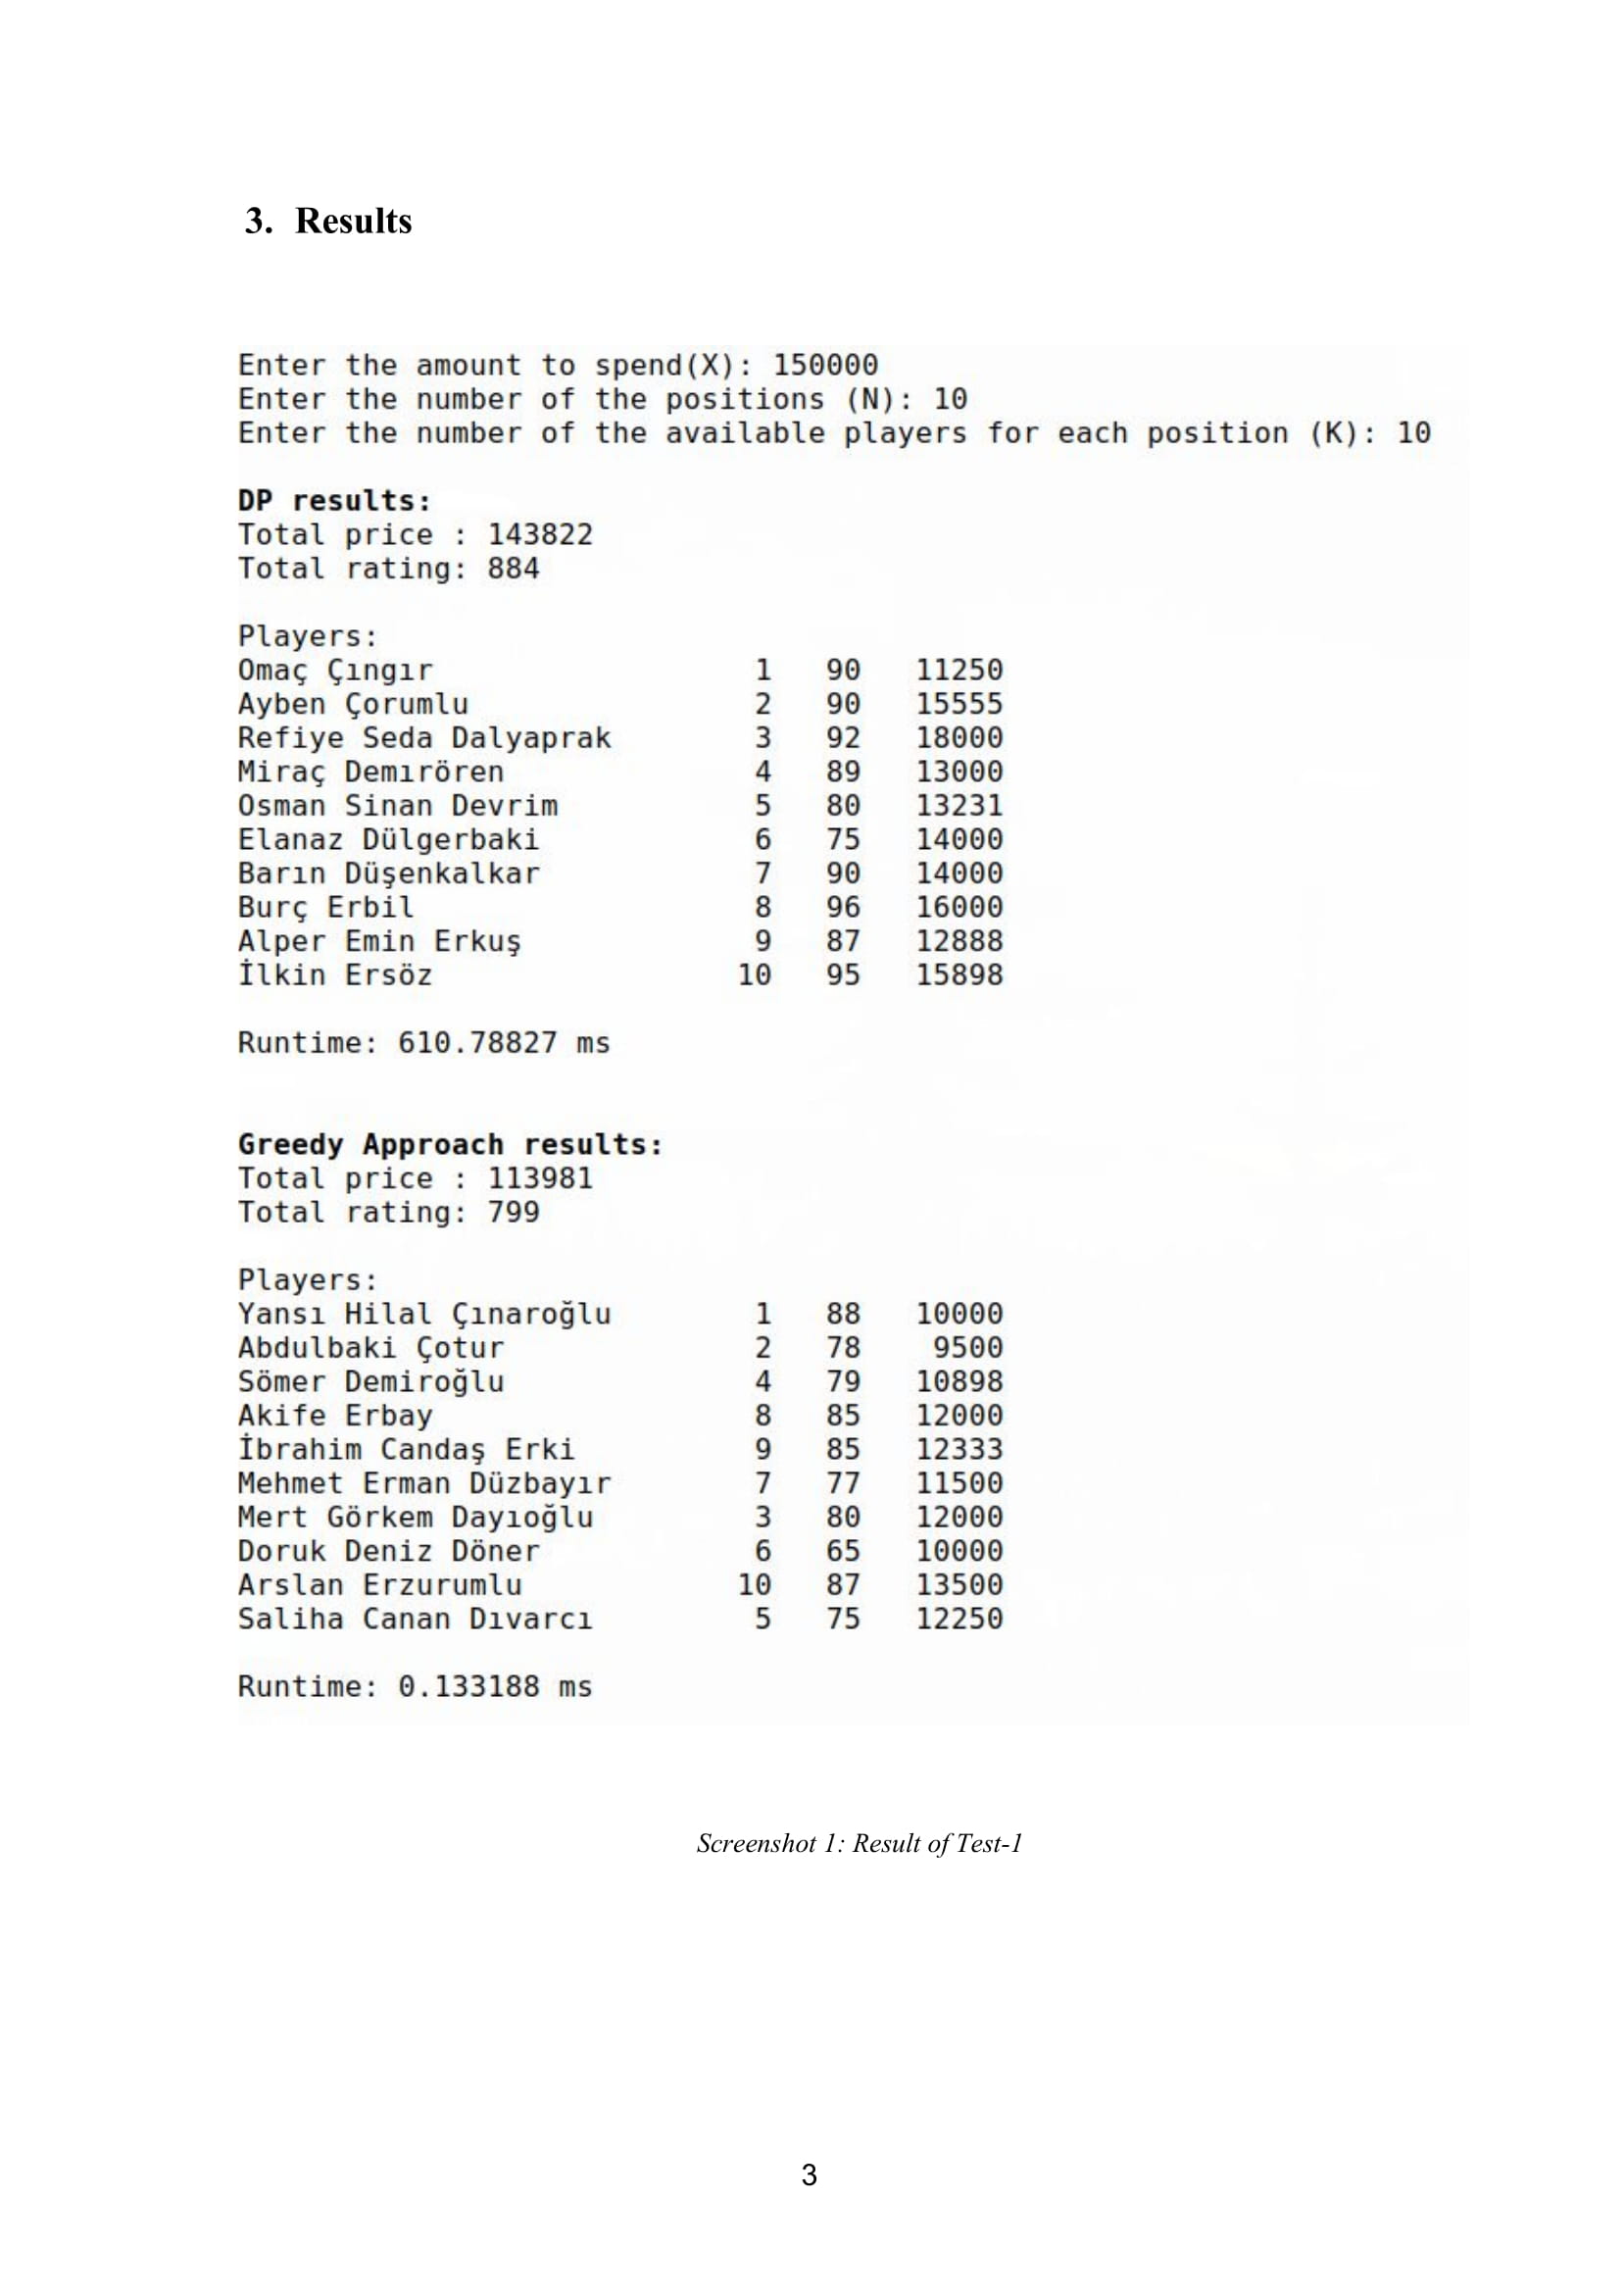 3. Results
Enter the amount to spend(X): 150000
Enter the number of the positions (N): 10
Enter the number of the available players for each position (K): 10
DP results:
Total price : 143822
Total rating: 884
Players:
Omaç Çıngır 1 90 11250
Ayben Çorumlu 2 90 15555
Refiye Seda Dalyaprak 3 92 18000
Miraç Demırören 4 89 13000
Osman Sinan Devrim 5 80 13231
Elanaz Dülgerbaki 6 75 14000
Barın Düşenkalkar 7 90 14000
Burç Erbil 8 96 16000
Alper Emin Erkuş 9 87 12888
İlkin Ersöz 10 95 15898
Runtime: 610.78827 ms
Greedy Approach results:
Total price : 113981
Total rating: 799
Players:
Yansı Hilal Çınaroğlu 1 88 10000
Abdulbaki Çotur 2 78 9500
Sömer Demiroğlu 4 79 10898
Akife Erbay 8 85 12000
İbrahim Candaş Erki 9 85 12333
Mehmet Erman Düzbayır 7 77 11500
Mert Görkem Dayıoğlu 3 80 12000
Doruk Deniz Döner 6 65 10000
Arslan Erzurumlu 10 87 13500
Saliha Canan Dıvarcı 5 75 12250
Runtime: 0.133188 ms
Screenshot 1: Result of Test-1
3